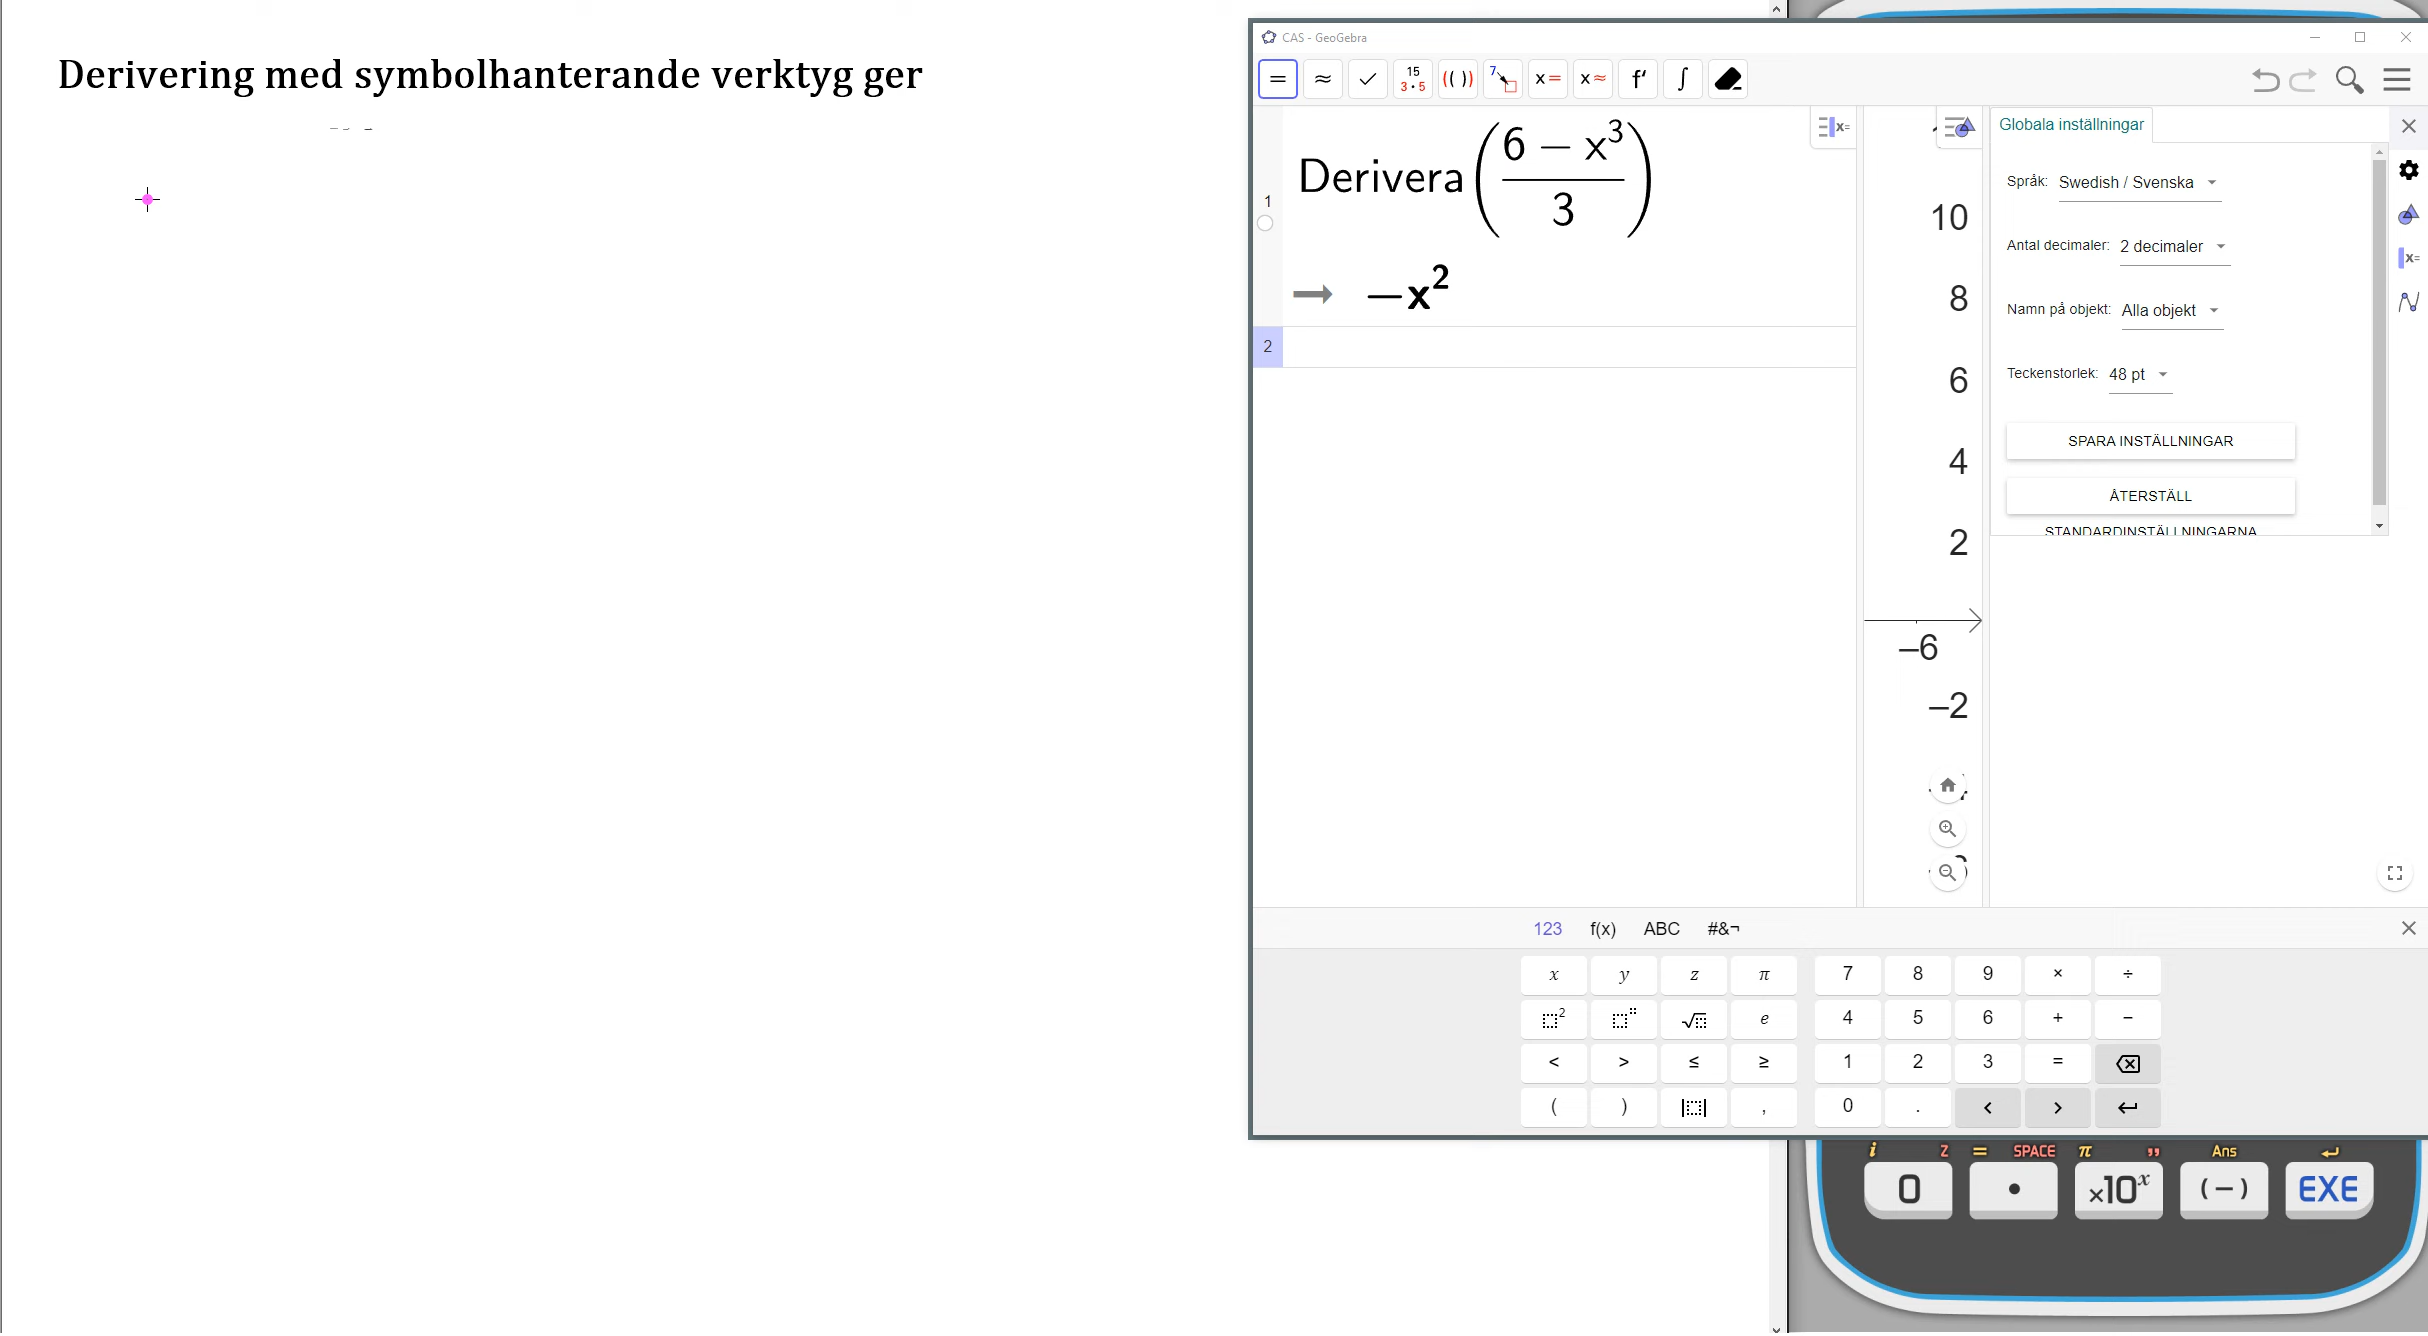 Derivering med symbolhanterande verktyg ger
CAS - GeoGebra
= ≈ ✓ 15 3·5 (( )) 7 x= x≈ f′ ∫
1
Derivera((6 − x³)/3)
→ −x²
2
x=
10
8
6
4
2
−6
−2
Globala inställningar
Språk: Swedish / Svenska
Antal decimaler: 2 decimaler
Namn på objekt: Alla objekt
Teckenstorlek: 48 pt
SPARA INSTÄLLNINGAR
ÅTERSTÄLL
STANDARDINSTÄLLNINGARNA
x=
123 f(x) ABC #&¬
x y z π 7 8 9 × ÷
2 √ e 4 5 6 + −
< > ≤ ≥ 1 2 3 =
( ) | | , 0 . < >
i Z = SPACE π " Ans
0 • ×10ˣ (−) EXE